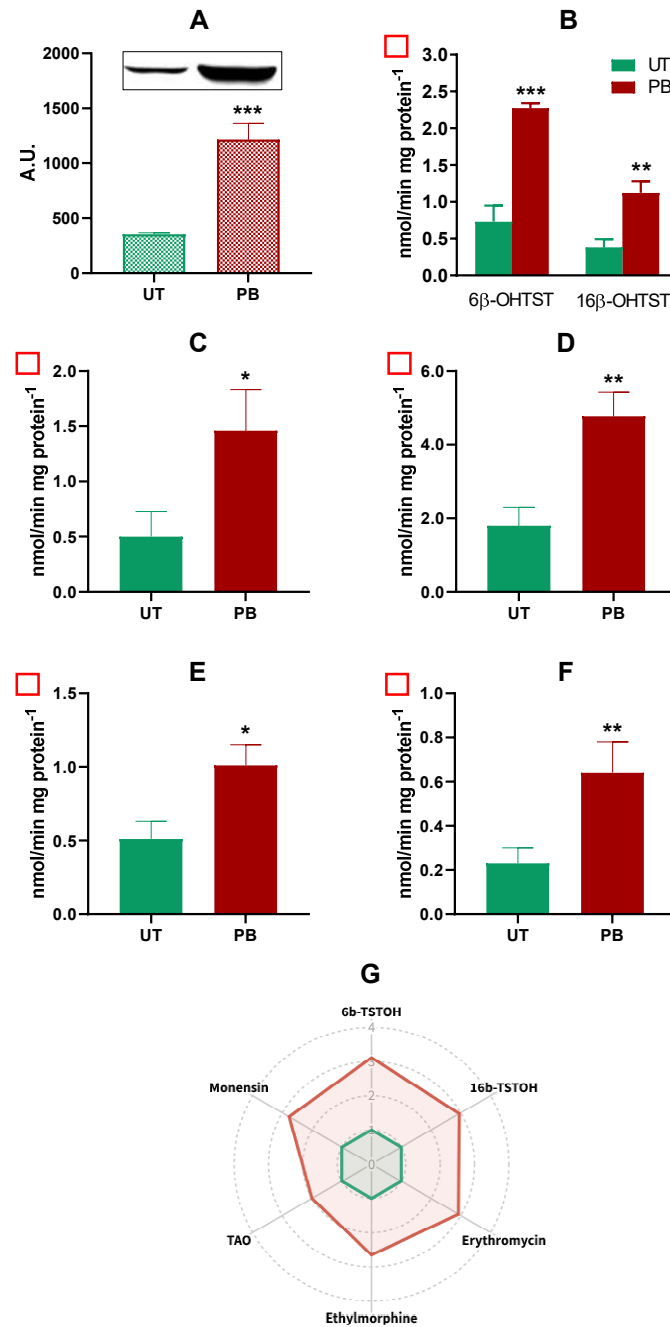 A
2000
1500
1000
500
0
A.U.
***
UT
PB
B
3.0
2.5
2.0
1.5
1.0
0.5
0.0
nmol/min mg protein⁻¹
UT
PB
***
**
6β-OHTST
16β-OHTST
C
2.0
1.5
1.0
0.5
0.0
nmol/min mg protein⁻¹
*
UT
PB
D
6.0
4.0
2.0
0.0
nmol/min mg protein⁻¹
**
UT
PB
E
1.5
1.0
0.5
0.0
nmol/min mg protein⁻¹
*
UT
PB
F
1.0
0.8
0.6
0.4
0.2
0.0
nmol/min mg protein⁻¹
**
UT
PB
G
6b-TSTOH
4
3
2
1
0
Monensin
16b-TSTOH
TAO
Erythromycin
Ethylmorphine